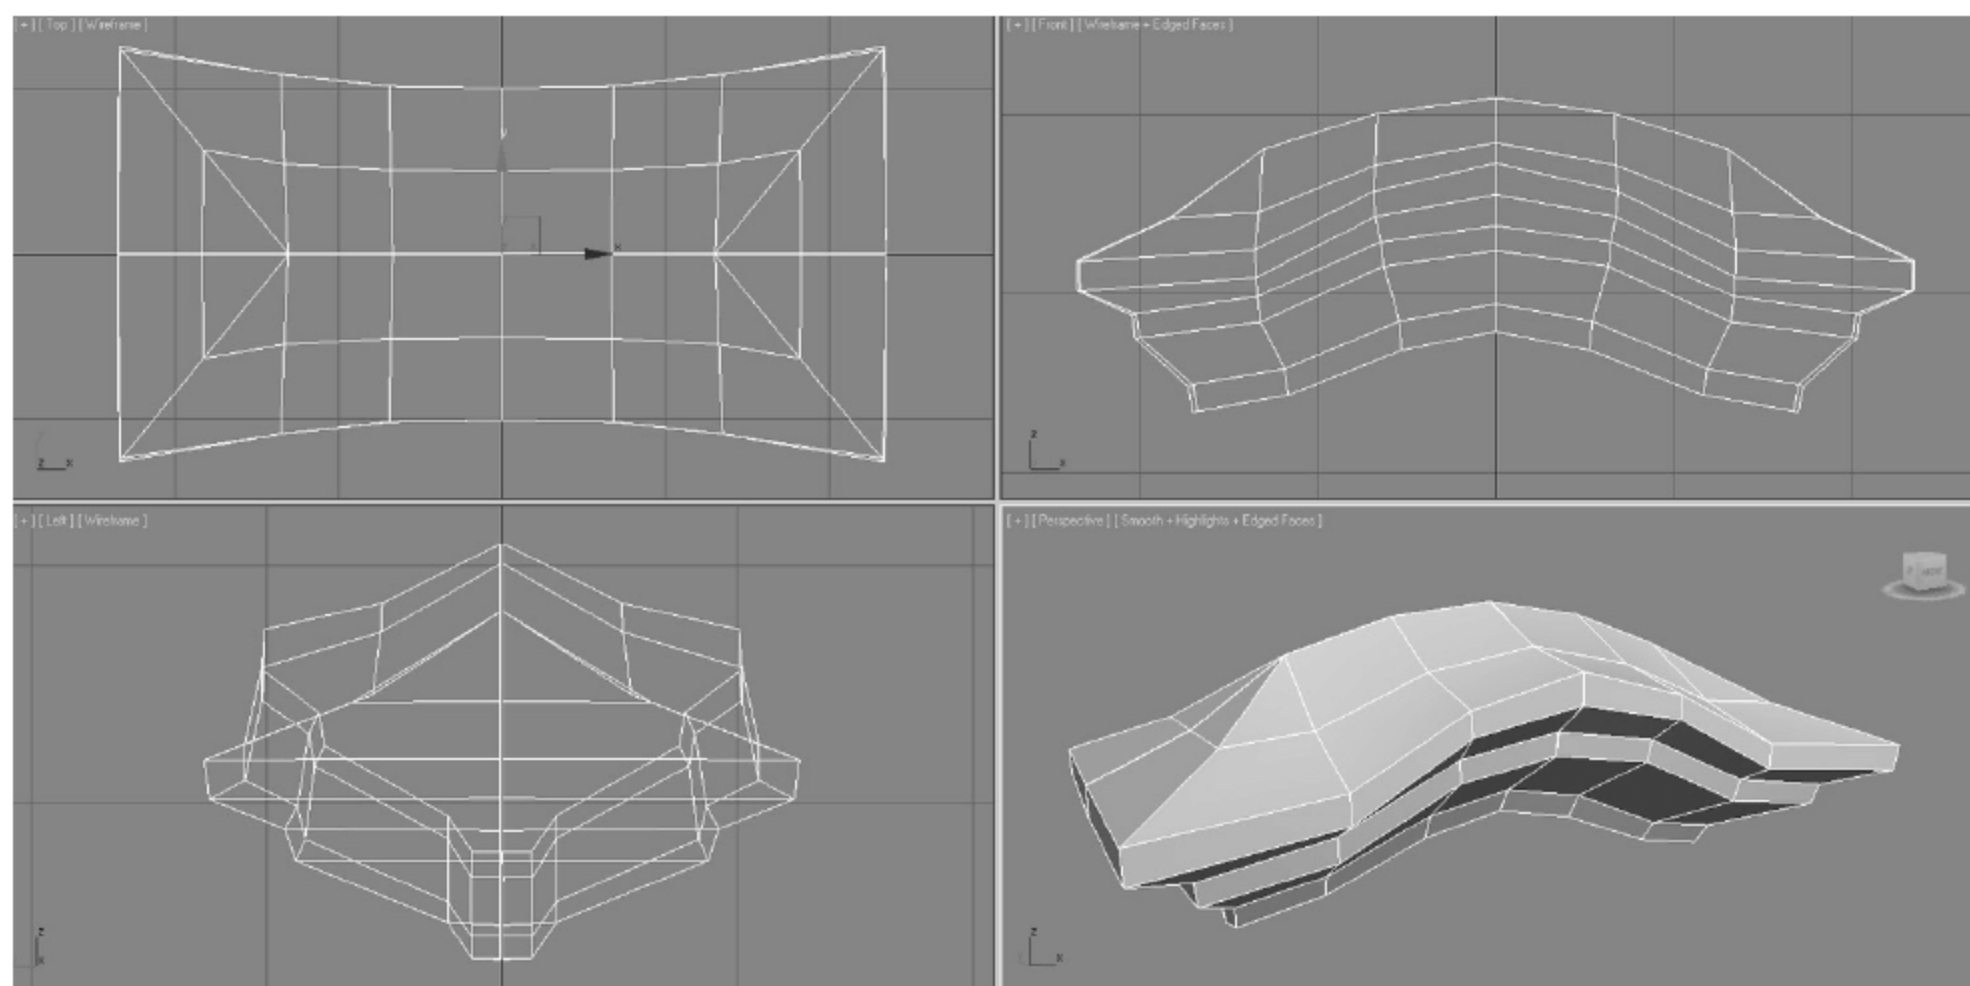 [ + ] [ Top ] [ Wireframe ]
[ + ] [ Front ] [ Wireframe + Edged Faces ]
y
x
z x
z
x
[ + ] [ Left ] [ Wireframe ]
[ + ] [ Perspective ] [ Smooth + Highlights + Edged Faces ]
z
x
z
x